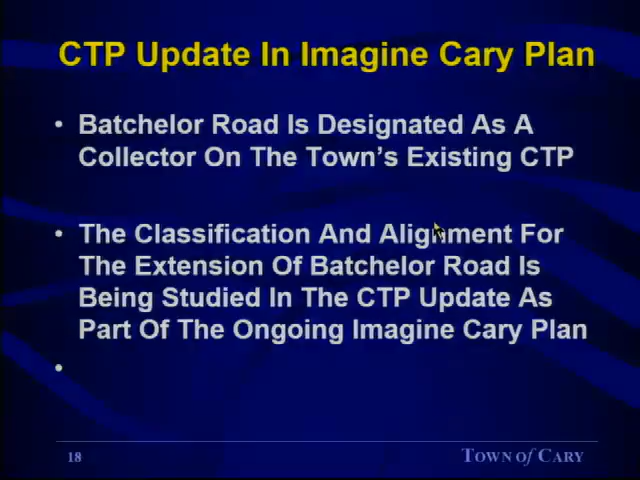 CTP Update In Imagine Cary Plan
• Batchelor Road Is Designated As A
Collector On The Town's Existing CTP
• The Classification And Alignment For
The Extension Of Batchelor Road Is
Being Studied In The CTP Update As
Part Of The Ongoing Imagine Cary Plan
•
18
TOWN of CARY